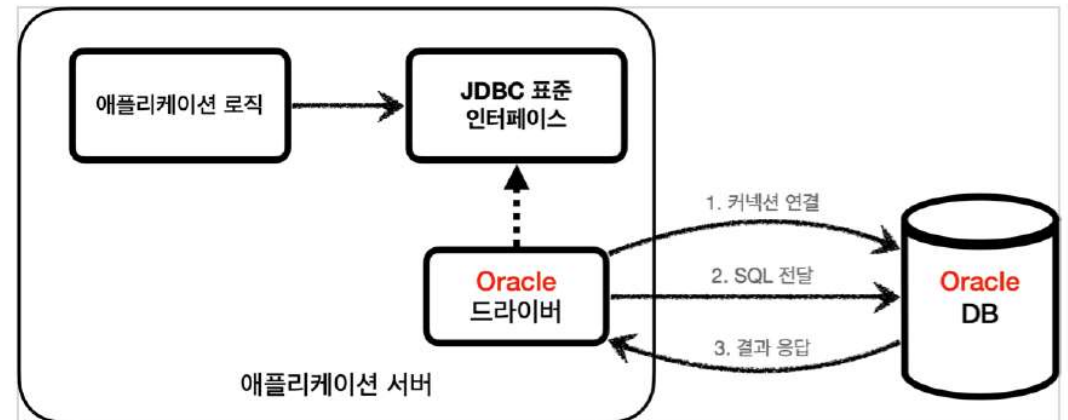 애플리케이션 로직
JDBC 표준
인터페이스
1. 커넥션 연결
Oracle
드라이버
2. SQL 전달
Oracle
DB
3. 결과 응답
애플리케이션 서버